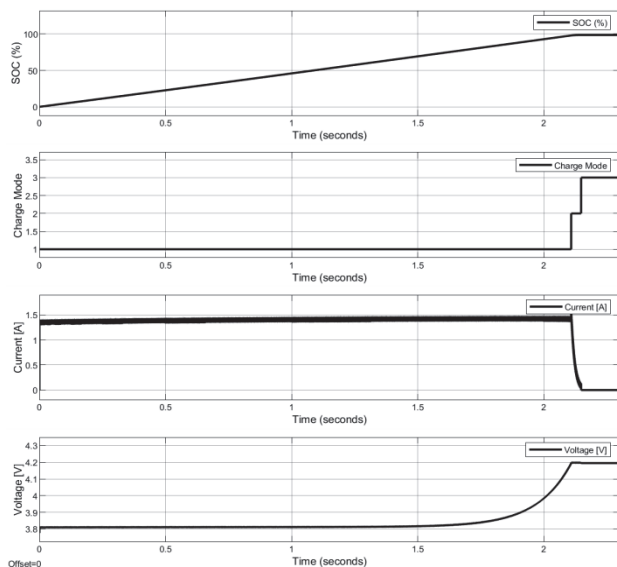 SOC (%)
100
50
0
SOC (%)
0 0.5 1 1.5 2
Time (seconds)
Charge Mode
3.5
3
2.5
2
1.5
1
Charge Mode
0 0.5 1 1.5 2
Time (seconds)
Current [A]
1.5
1
0.5
0
Current [A]
0 0.5 1 1.5 2
Time (seconds)
Voltage [V]
4.3
4.2
4.1
4
3.9
3.8
3.7
Voltage [V]
0 0.5 1 1.5 2
Offset=0
Time (seconds)